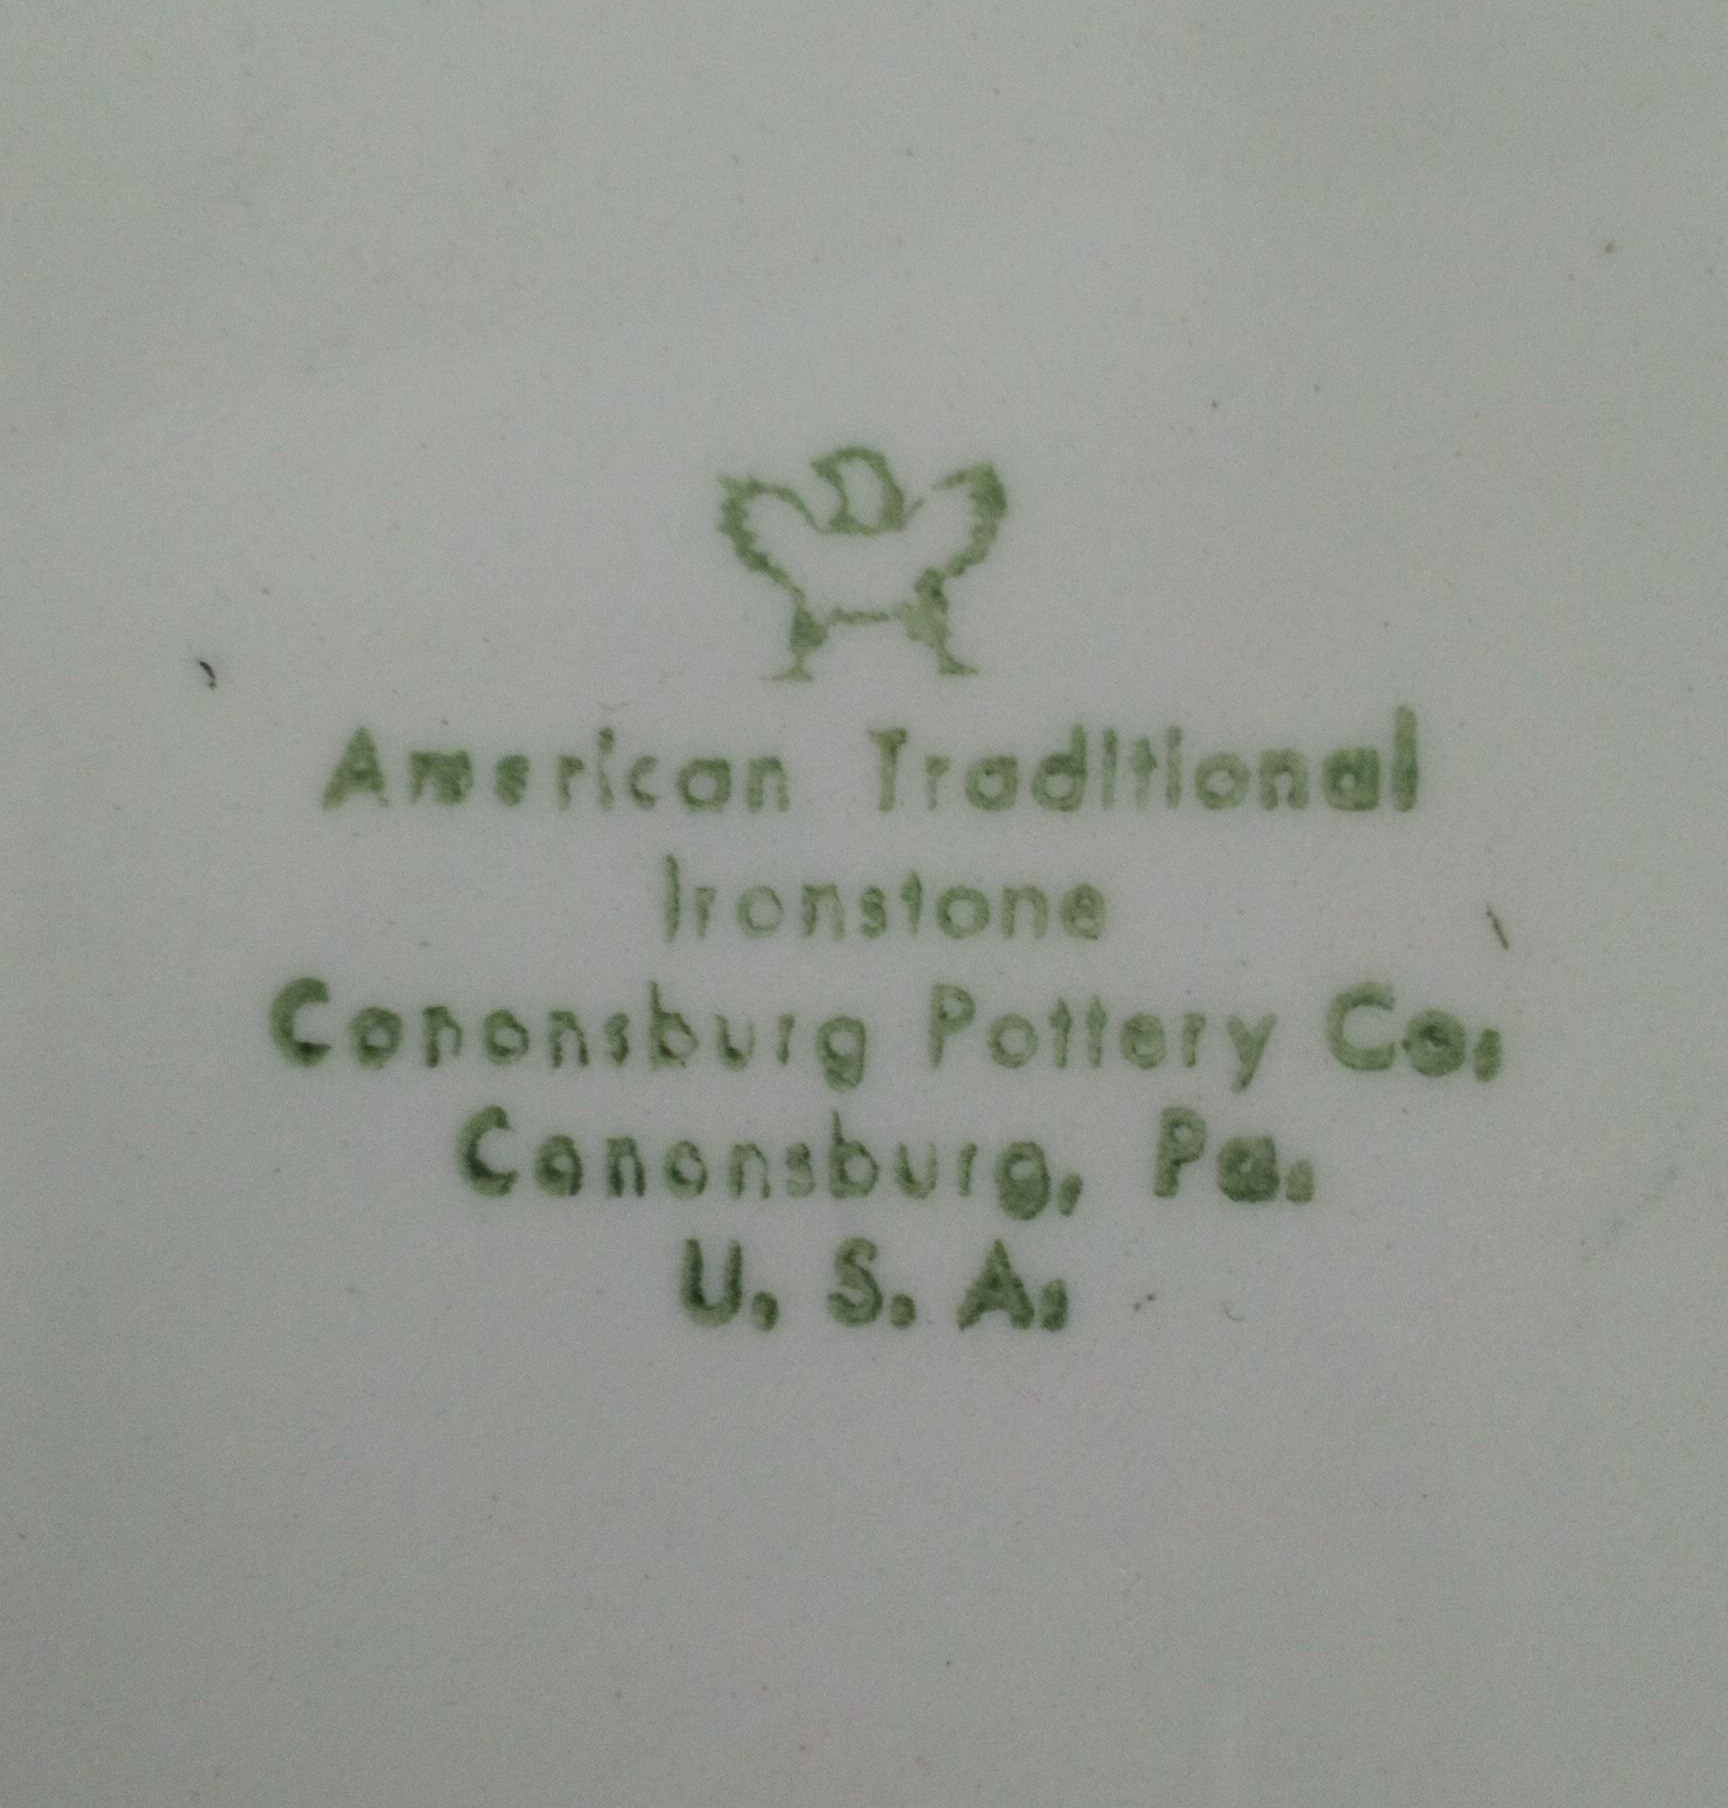 American Traditional
Ironstone
Canonsburg Pottery Co.
Canonsburg, Pa.
U. S. A.